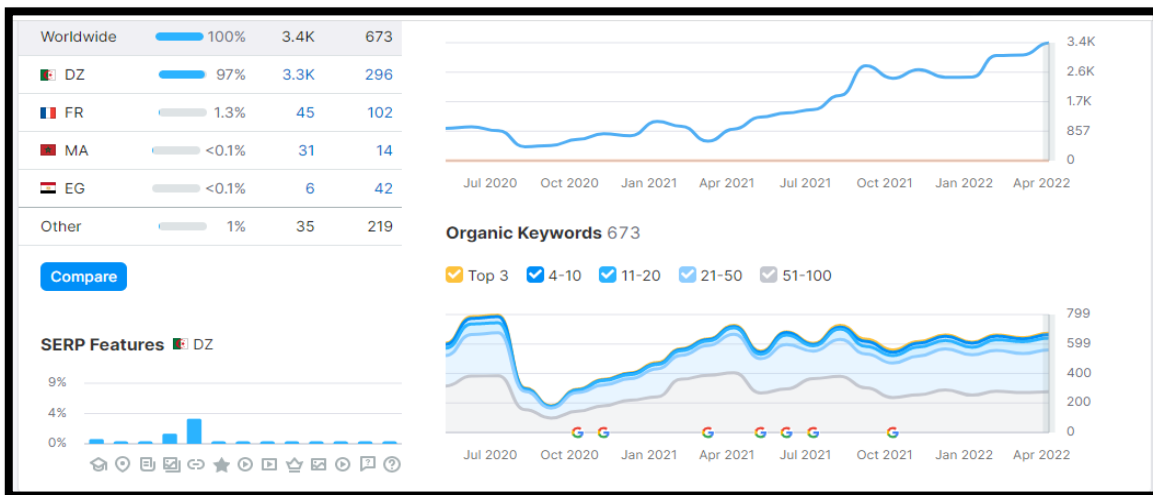 Worldwide 100% 3.4K 673
DZ 97% 3.3K 296
FR 1.3% 45 102
MA <0.1% 31 14
EG <0.1% 6 42
Other 1% 35 219
Compare
SERP Features DZ
9%
4%
0%
3.4K
2.6K
1.7K
857
0
Jul 2020 Oct 2020 Jan 2021 Apr 2021 Jul 2021 Oct 2021 Jan 2022 Apr 2022
Organic Keywords 673
Top 3 4-10 11-20 21-50 51-100
799
599
400
200
0
Jul 2020 Oct 2020 Jan 2021 Apr 2021 Jul 2021 Oct 2021 Jan 2022 Apr 2022